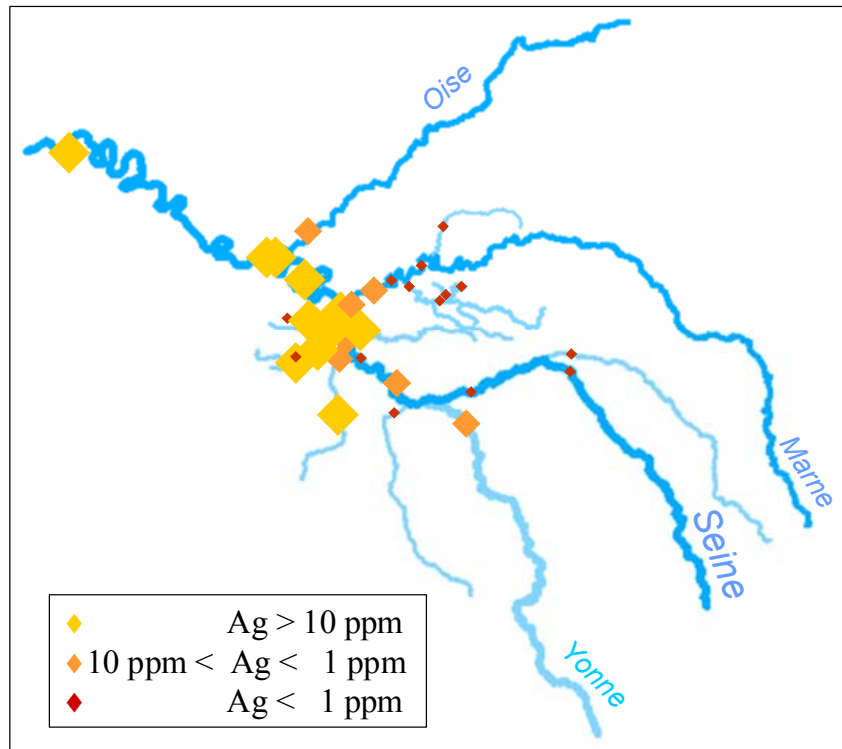 Oise
Marne
Seine
Yonne
Ag > 10 ppm
10 ppm < Ag < 1 ppm
Ag < 1 ppm